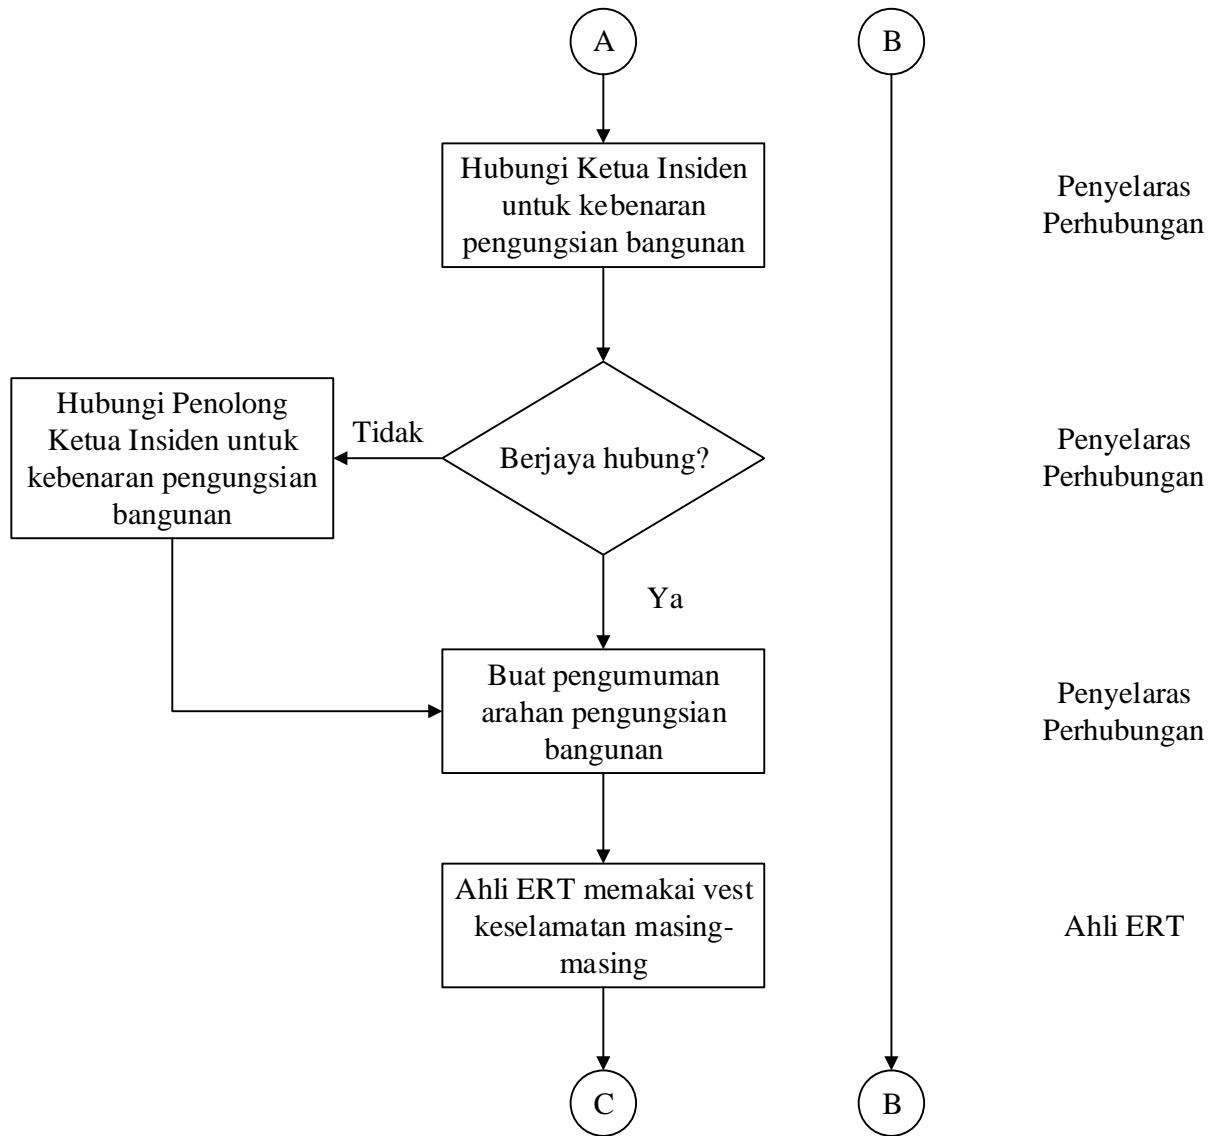 A
B
Hubungi Ketua Insiden
untuk kebenaran
pengungsian bangunan
Penyelaras
Perhubungan
Hubungi Penolong
Ketua Insiden untuk
kebenaran pengungsian
bangunan
Tidak
Berjaya hubung?
Penyelaras
Perhubungan
Ya
Buat pengumuman
arahan pengungsian
bangunan
Penyelaras
Perhubungan
Ahli ERT memakai vest
keselamatan masing-
masing
Ahli ERT
C
B